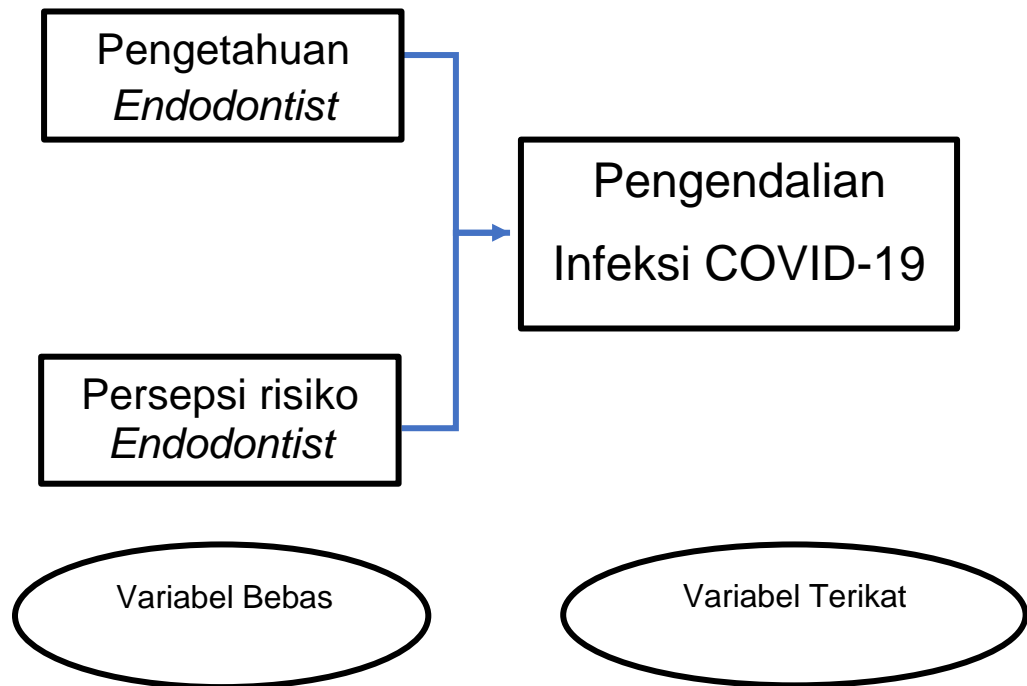 Pengetahuan
Endodontist
Pengendalian
Infeksi COVID-19
Persepsi risiko
Endodontist
Variabel Bebas
Variabel Terikat